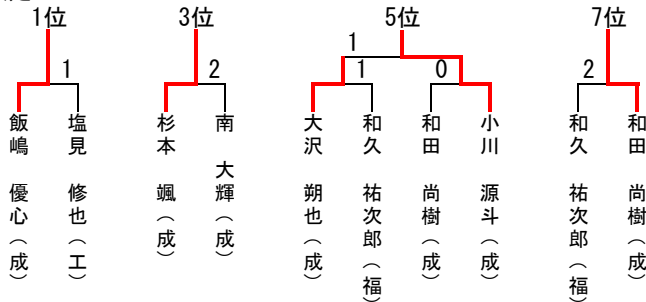 1位
3位
5位
7位
1
1
2
1
0
2
飯嶋 優心（成）
塩見 修也（工）
杉本 颯（成）
南 大輝（成）
大沢 朔也（成）
和久 祐次郎（福）
和田 尚樹（成）
小川 源斗（成）
和久 祐次郎（福）
和田 尚樹（成）